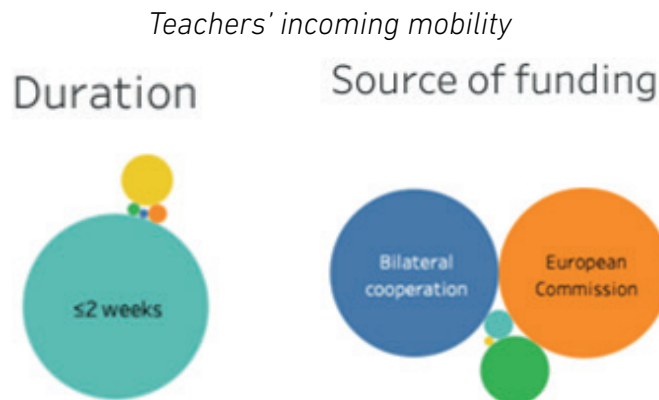 Teachers’ incoming mobility
Duration
Source of funding
≤2 weeks
Bilateral
cooperation
European
Commission